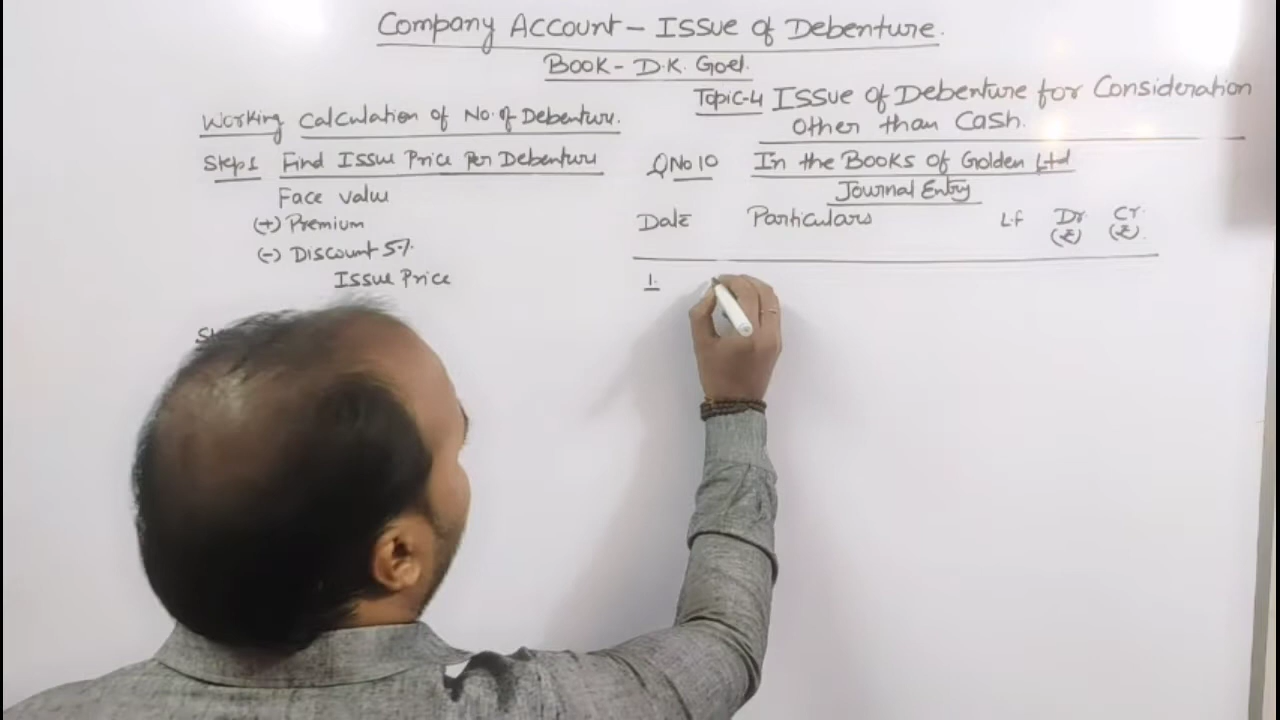 Company Account - Issue of Debenture.
Book - D.K. Goel.
Topic-4 Issue of Debenture for Consideration
Other than Cash.
Working Calculation of No. of Debenture.
Step 1 Find Issue Price Per Debenture
Face value
(+) Premium
(-) Discount 5%
Issue Price
Q No 10 In the Books of Golden Ltd
Journal Entry
Date Particulars L.F Dr. (₹) Cr. (₹).
1.